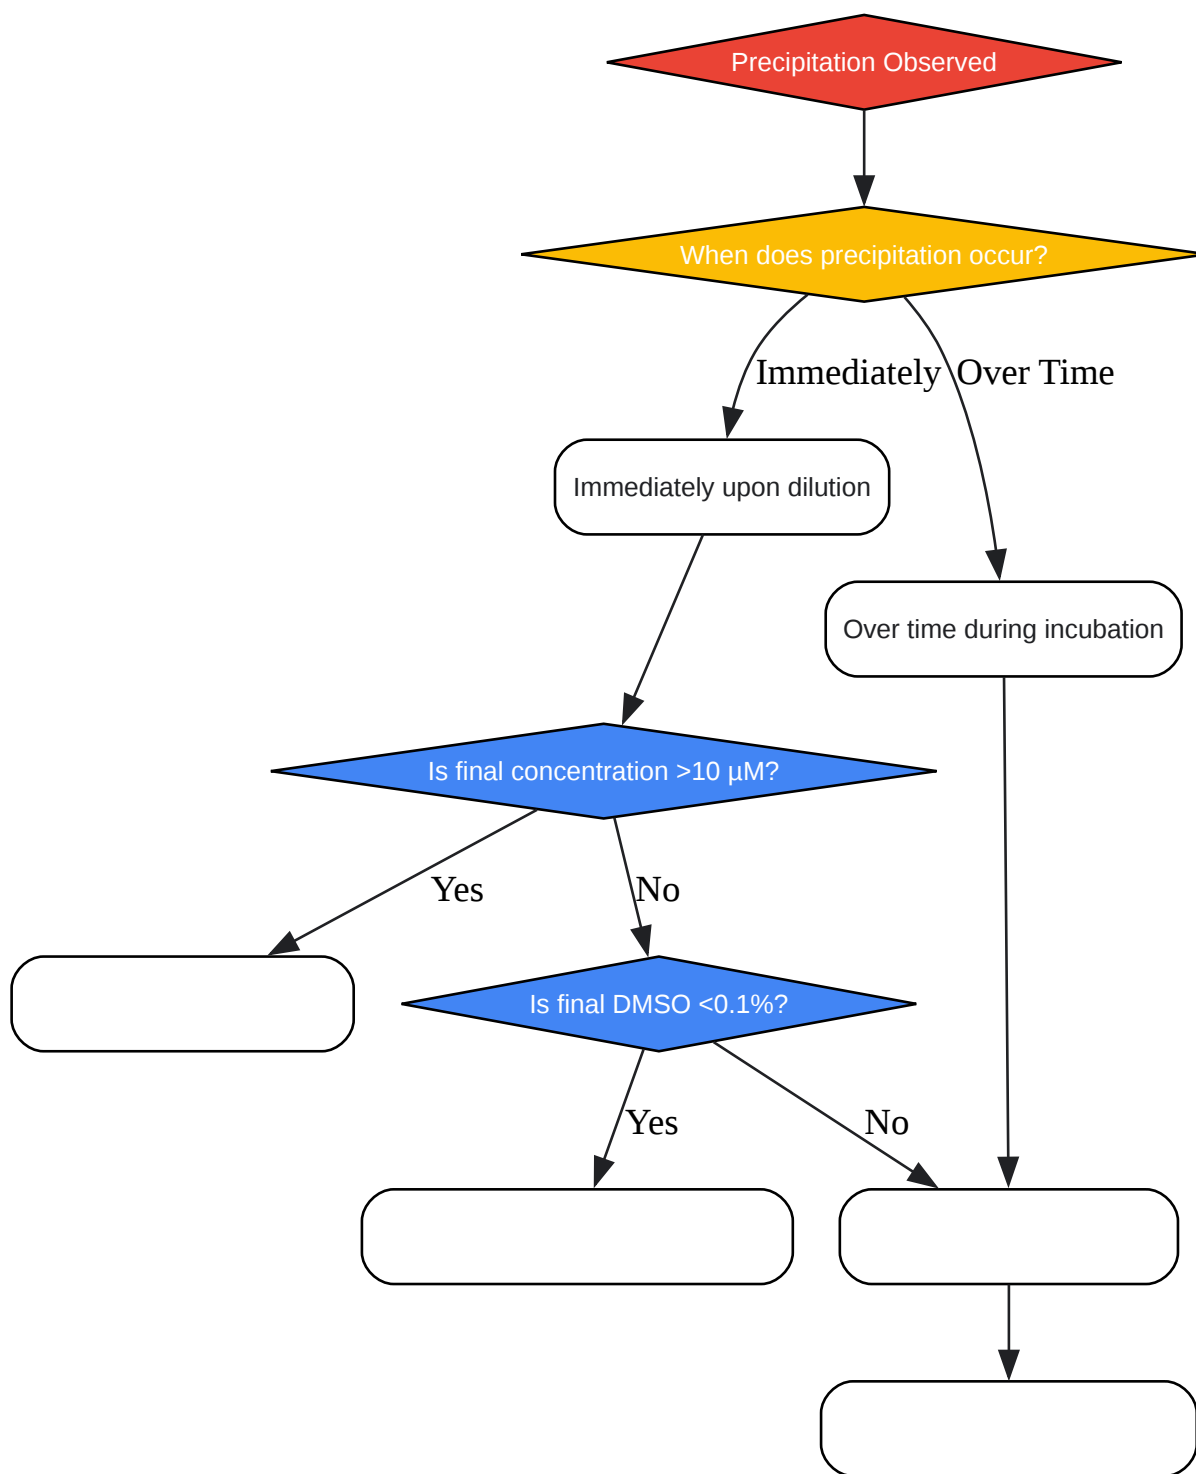 Precipitation Observed
When does precipitation occur?
Immediately
Over Time
Immediately upon dilution
Over time during incubation
Is final concentration >10 µM?
Yes
No
Is final DMSO <0.1%?
Yes
No